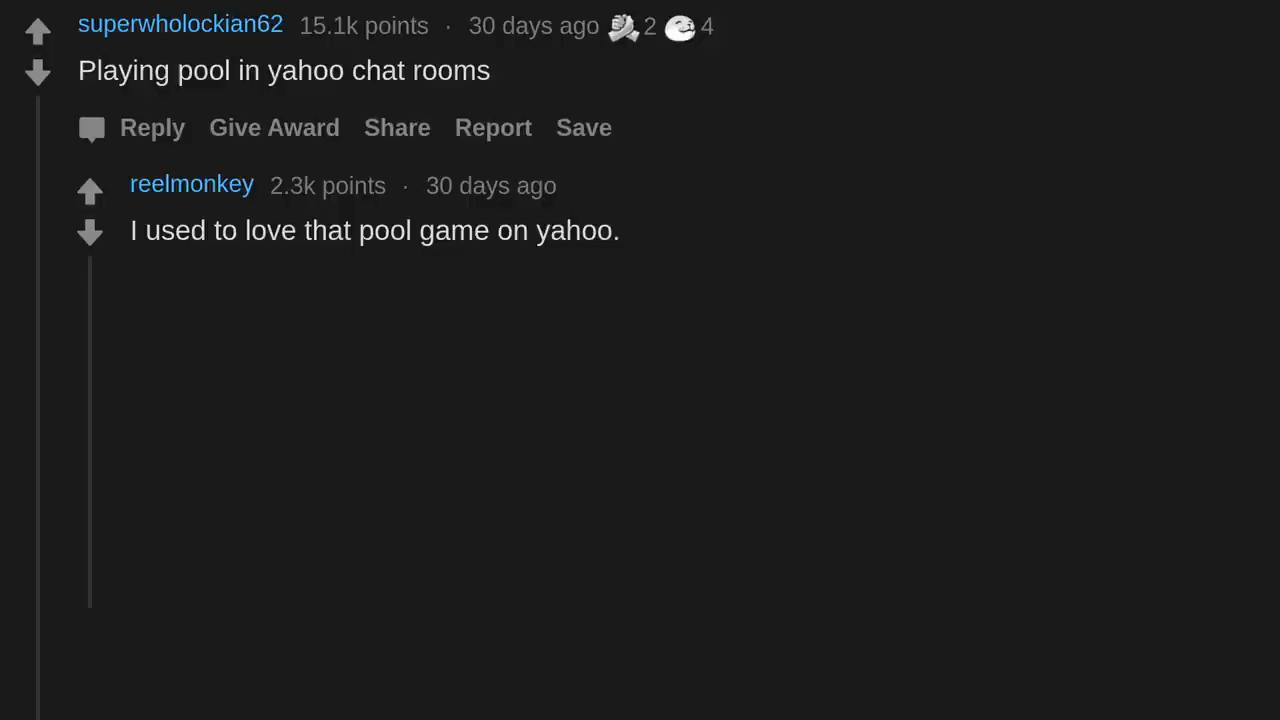 superwholockian62 15.1k points · 30 days ago 2 4
Playing pool in yahoo chat rooms
Reply Give Award Share Report Save
reelmonkey 2.3k points · 30 days ago
I used to love that pool game on yahoo.